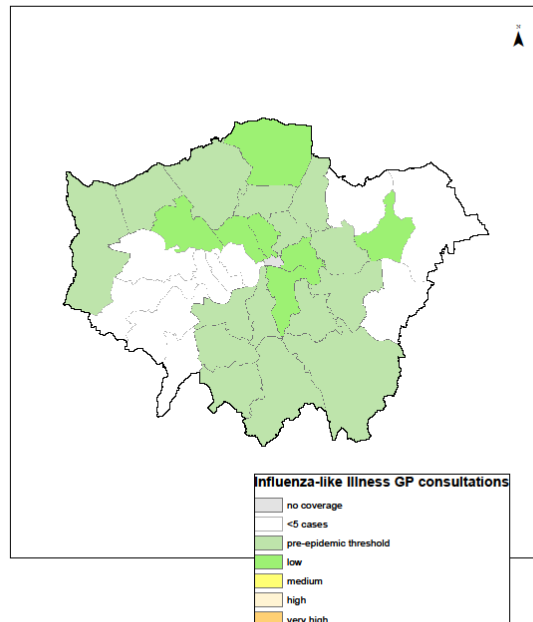 N
Influenza-like Illness GP consultations
no coverage
<5 cases
pre-epidemic threshold
low
medium
high
very high